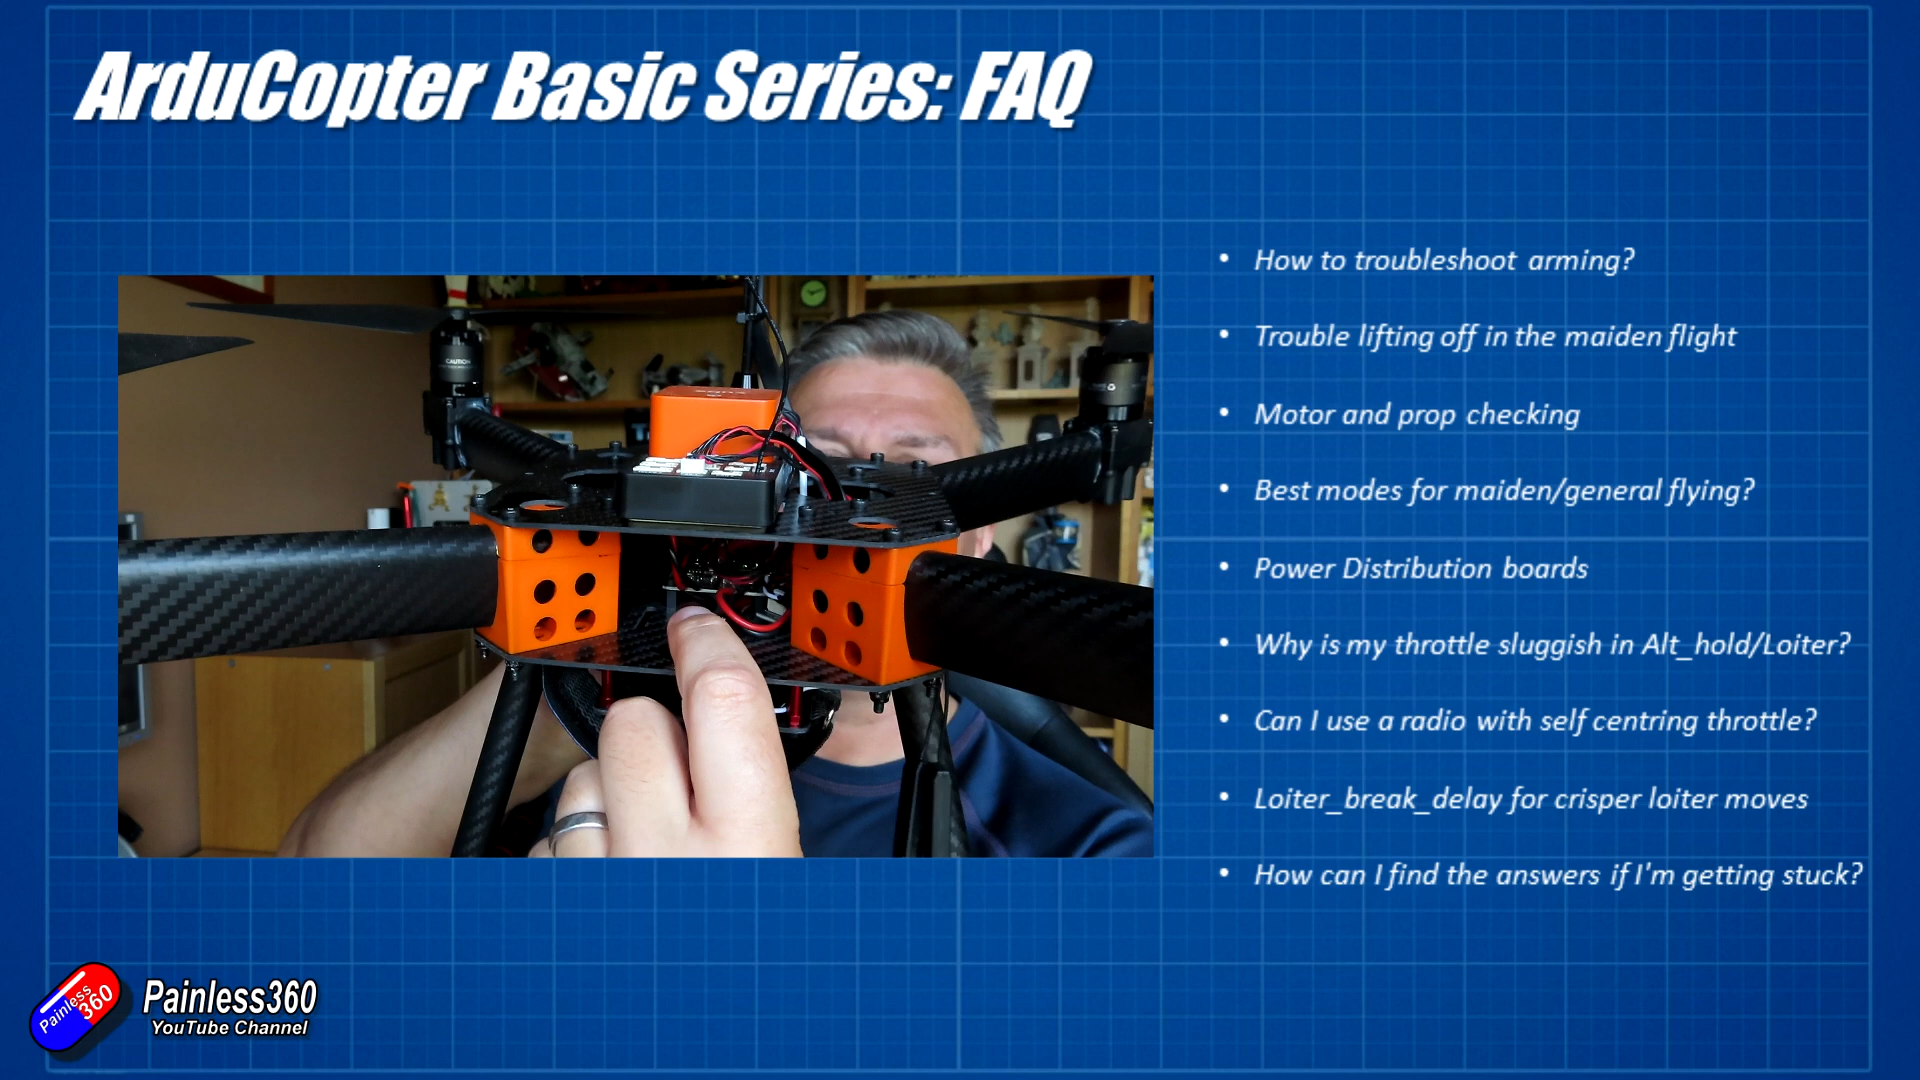 ArduCopter Basic Series: FAQ
How to troubleshoot arming?
Trouble lifting off in the maiden flight
Motor and prop checking
Best modes for maiden/general flying?
Power Distribution boards
Why is my throttle sluggish in Alt_hold/Loiter?
Can I use a radio with self centring throttle?
Loiter_break_delay for crisper loiter moves
How can I find the answers if I'm getting stuck?
CAUTION
Painless
360
Painless360
YouTube Channel